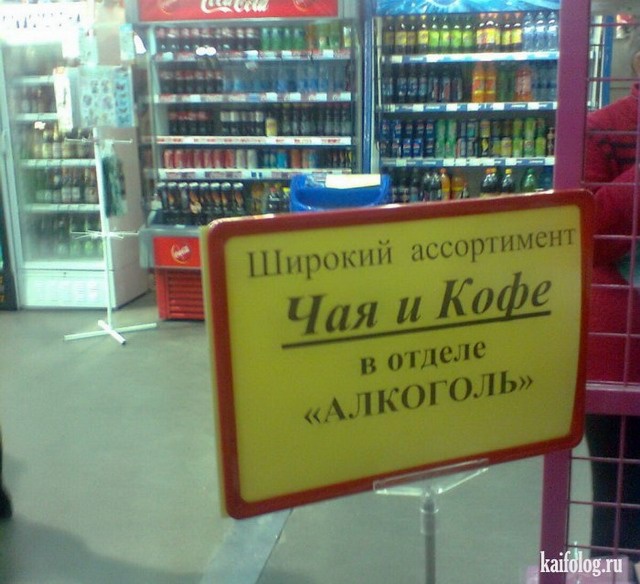 Coca-Cola
Широкий ассортимент
Чая и Кофе
в отделе
«АЛКОГОЛЬ»
kaifolog.ru